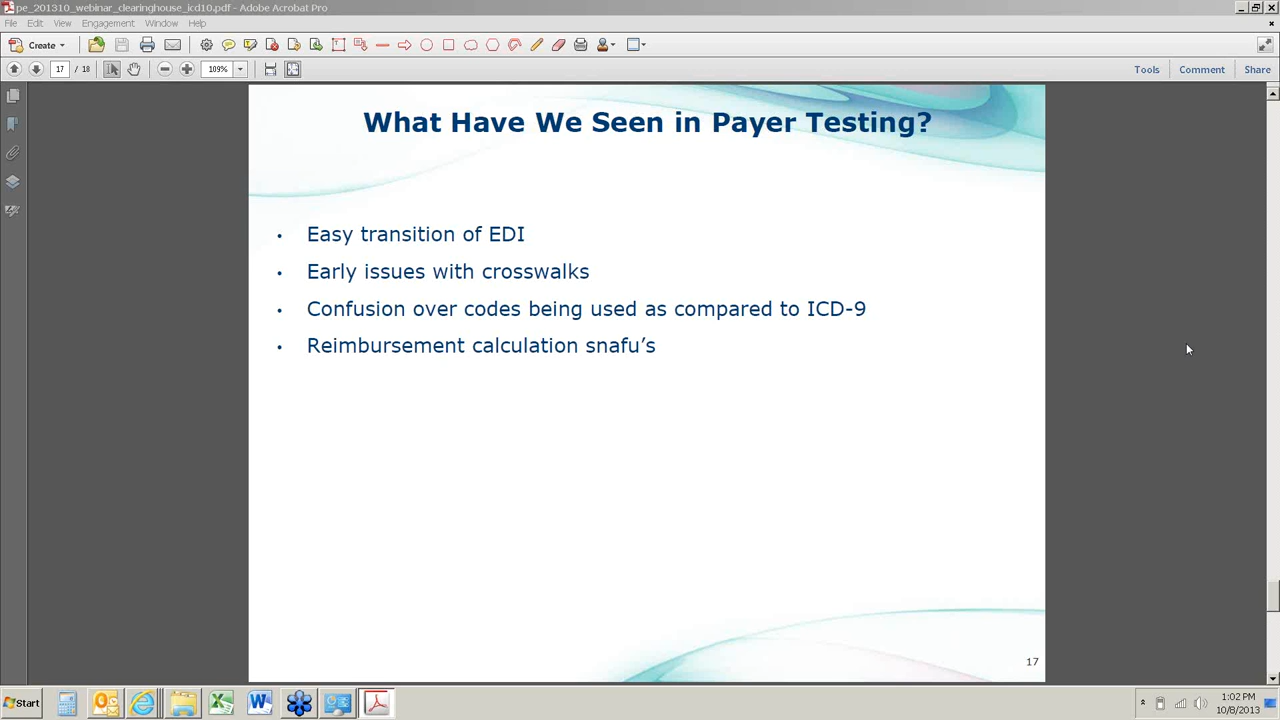 pe_201310_webinar_clearinghouse_icd10.pdf - Adobe Acrobat Pro
File Edit View Engagement Window Help
Create
17 / 18 109% Tools Comment Share
What Have We Seen in Payer Testing?
• Easy transition of EDI
• Early issues with crosswalks
• Confusion over codes being used as compared to ICD-9
• Reimbursement calculation snafu’s
17
Start
1:02 PM
10/8/2013